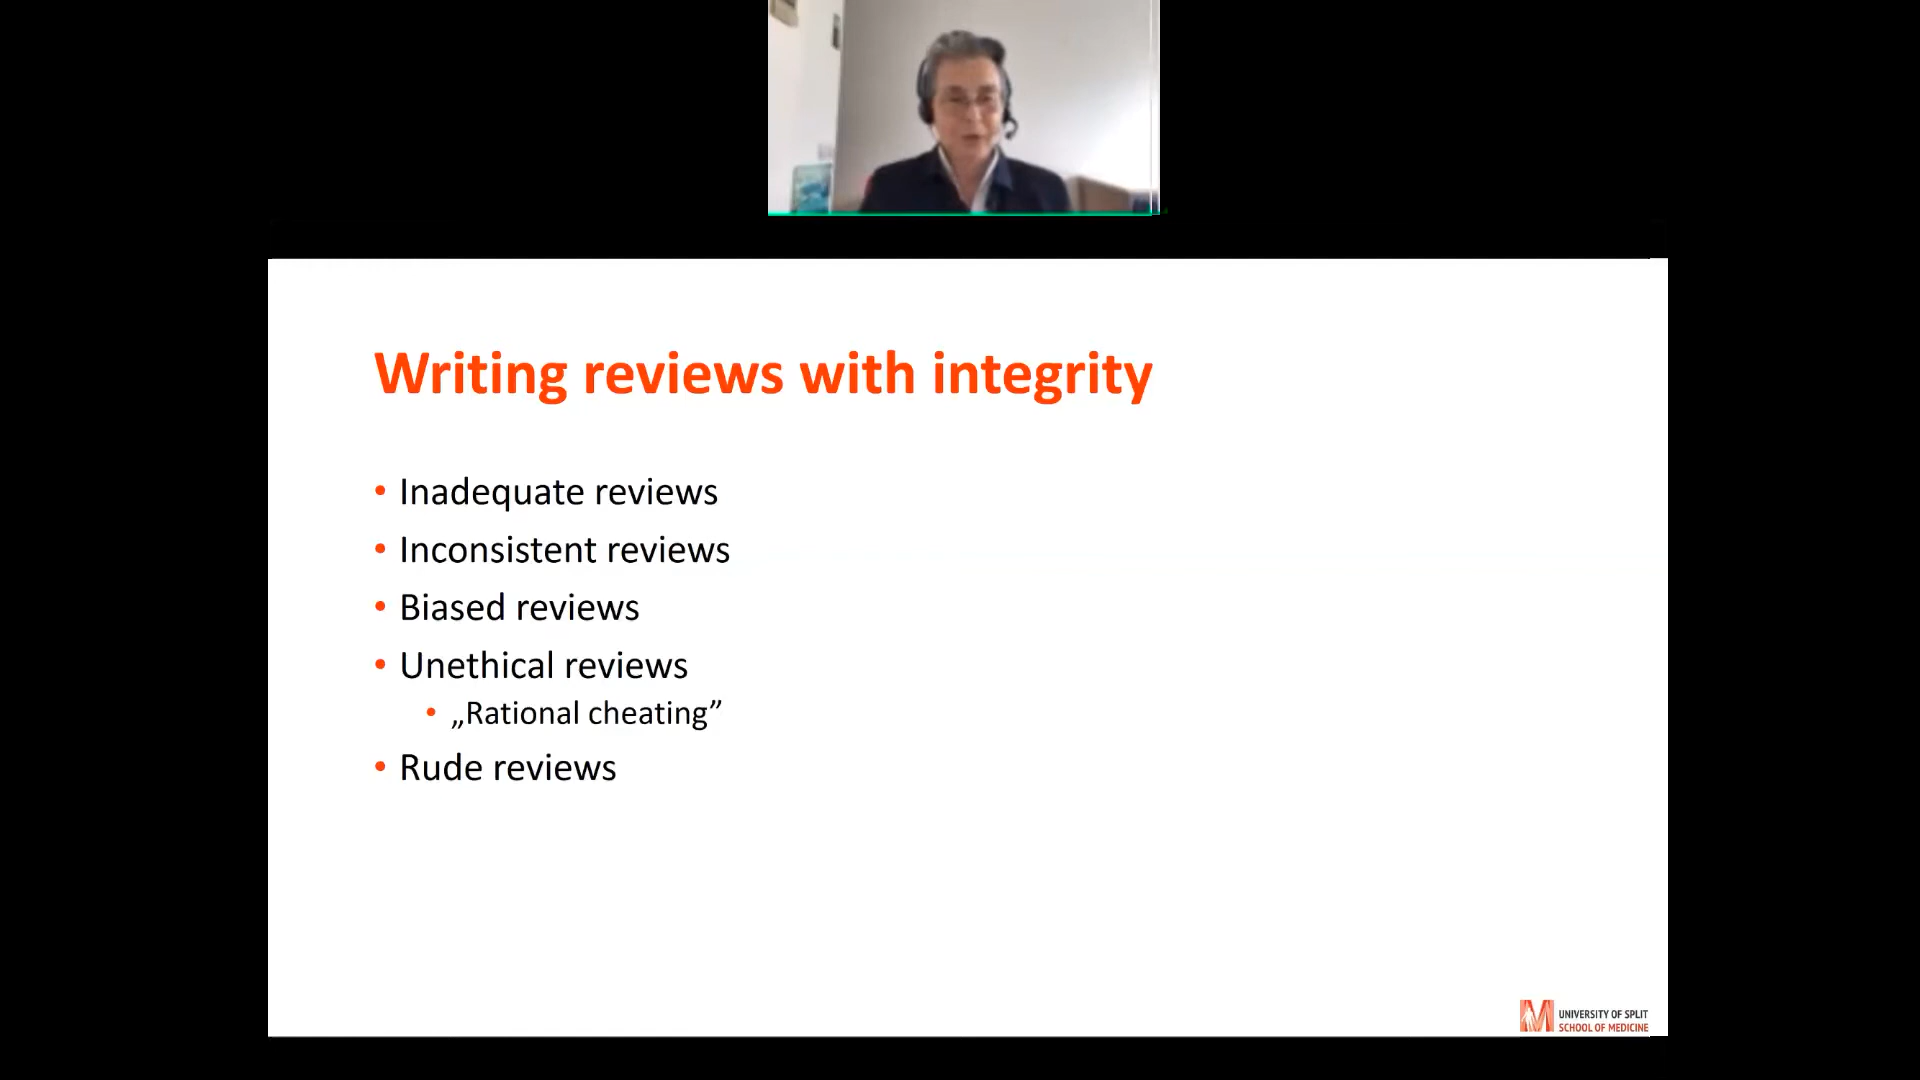 Writing reviews with integrity
• Inadequate reviews
• Inconsistent reviews
• Biased reviews
• Unethical reviews
• „Rational cheating”
• Rude reviews
UNIVERSITY OF SPLIT
SCHOOL OF MEDICINE